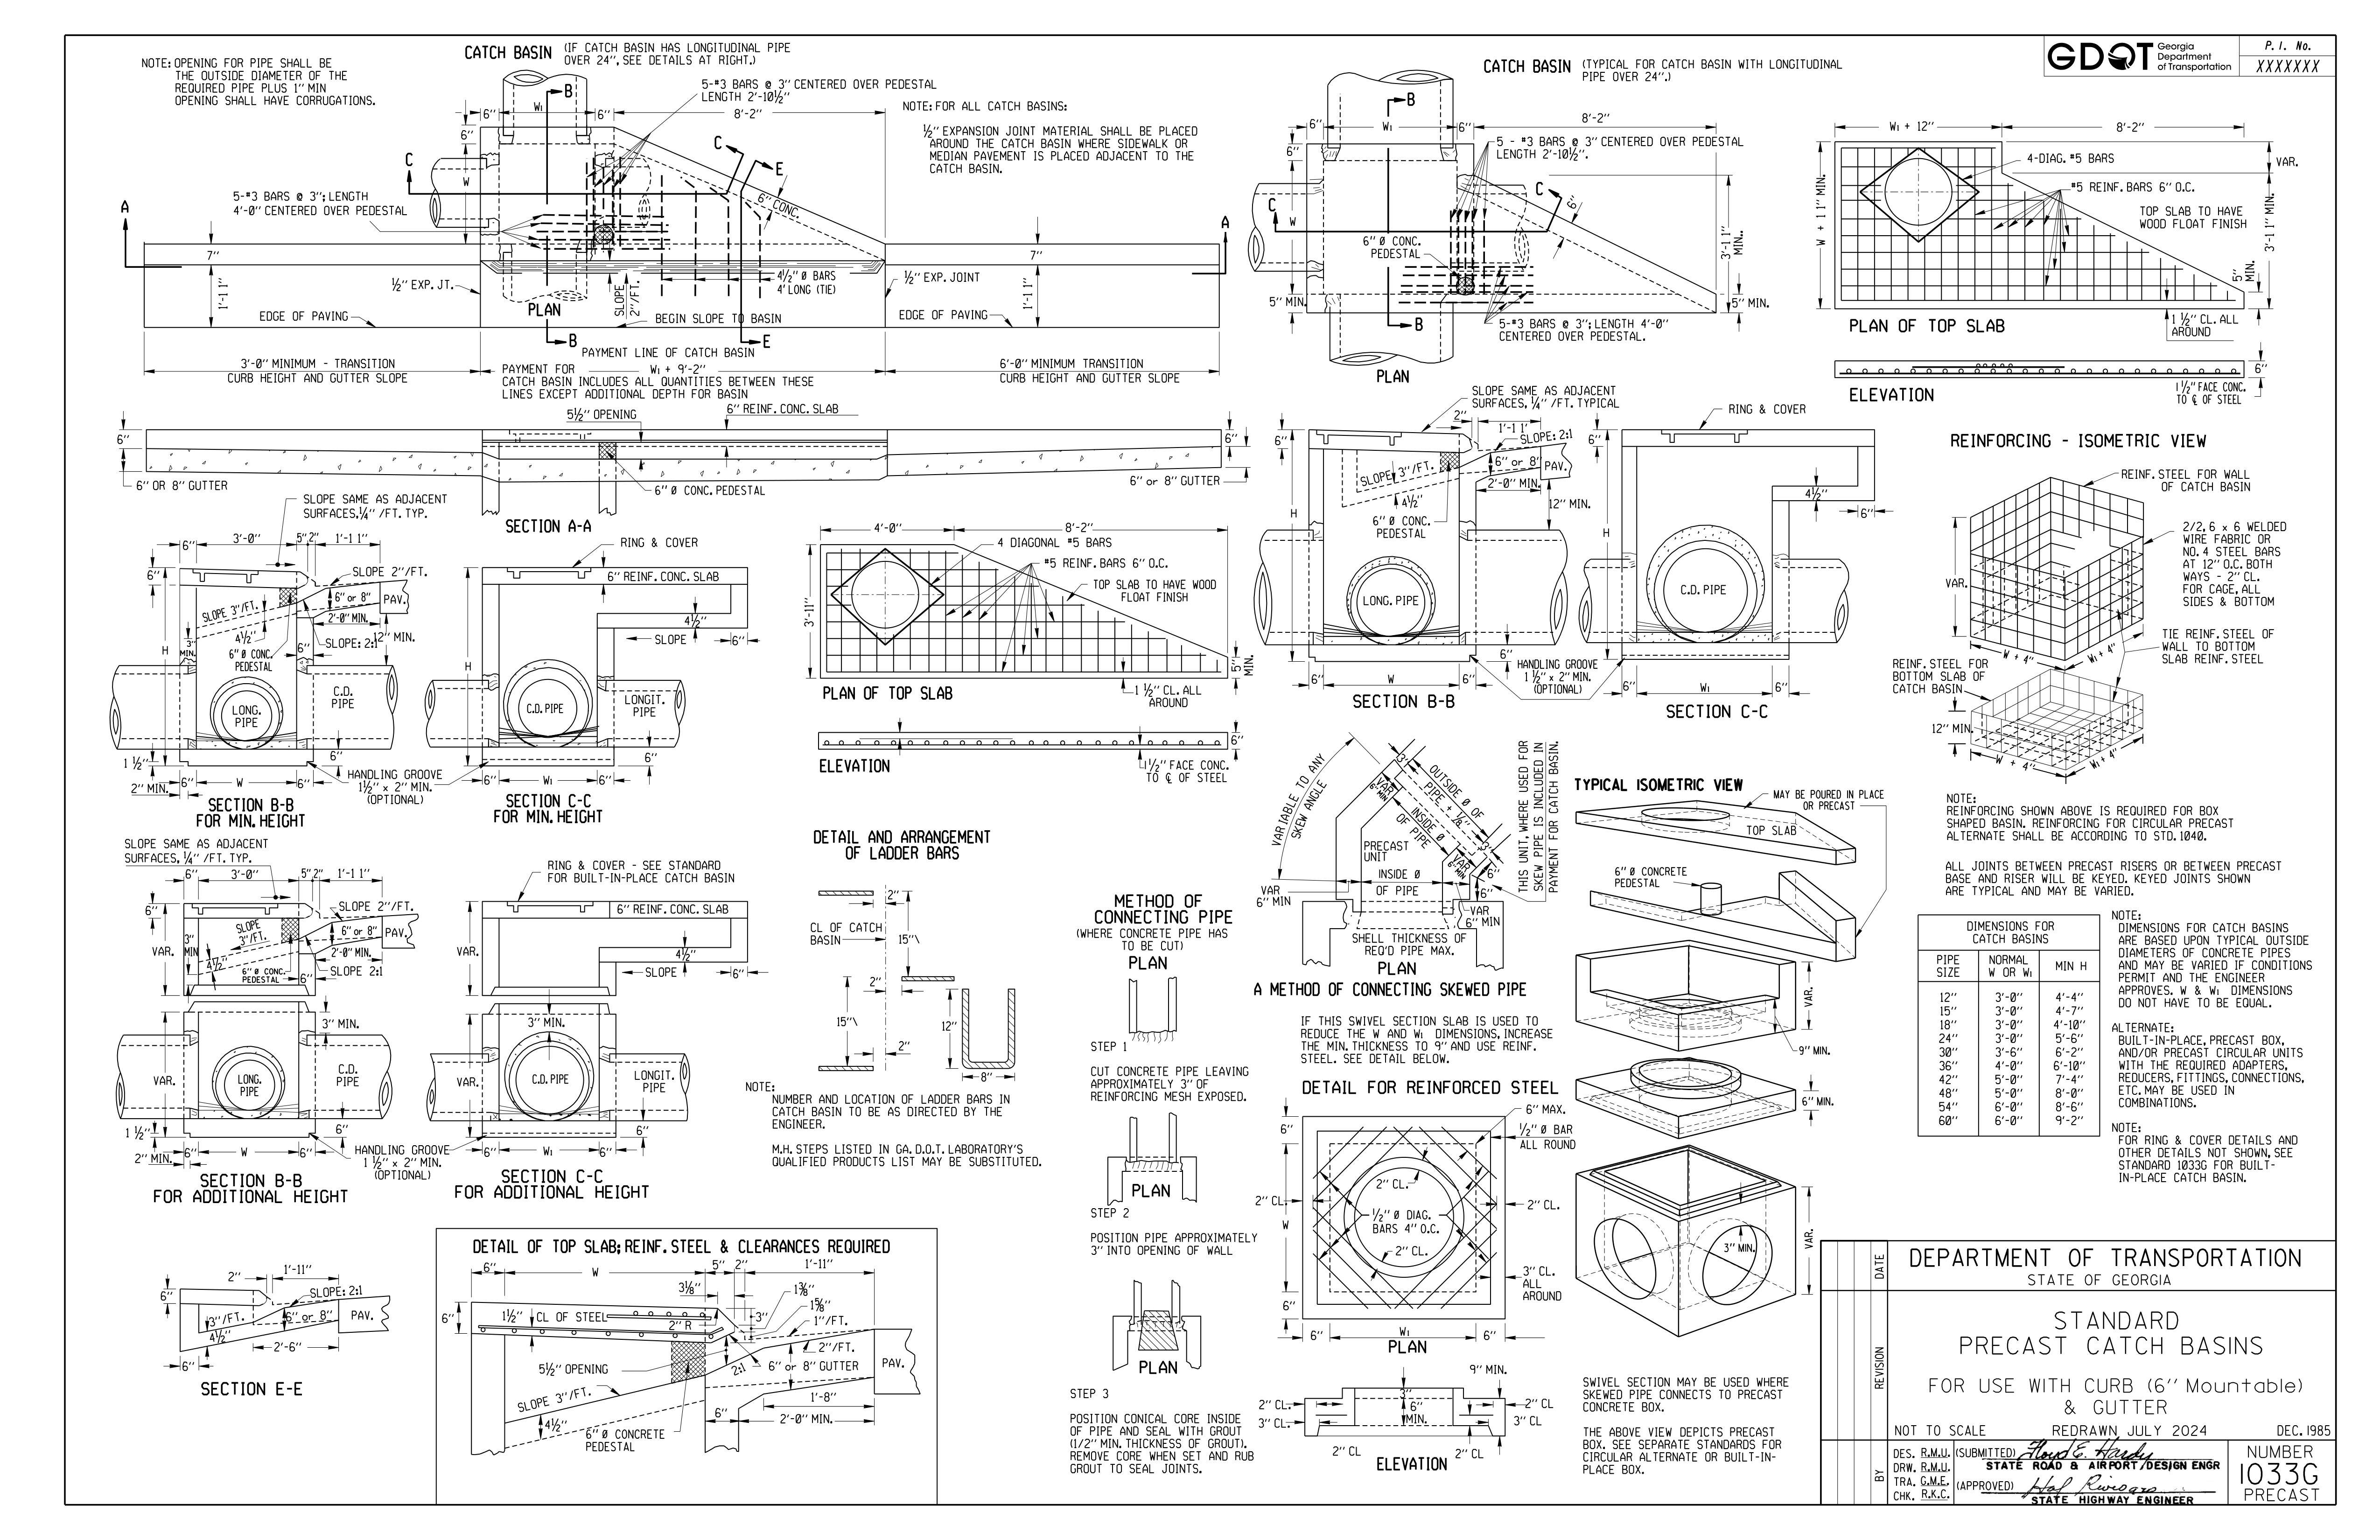 NOTE: OPENING FOR PIPE SHALL BE
THE OUTSIDE DIAMETER OF THE
REQUIRED PIPE PLUS 1" MIN
OPENING SHALL HAVE CORRUGATIONS.
CATCH BASIN (IF CATCH BASIN HAS LONGITUDINAL PIPE
OVER 24", SEE DETAILS AT RIGHT.)
5-#3 BARS @ 3" CENTERED OVER PEDESTAL
LENGTH 2'-10½"
6" W₁ 6" 8'-2"
B
6"
W
C
C
E
6" CONC.
NOTE: FOR ALL CATCH BASINS:
½" EXPANSION JOINT MATERIAL SHALL BE PLACED
AROUND THE CATCH BASIN WHERE SIDEWALK OR
MEDIAN PAVEMENT IS PLACED ADJACENT TO THE
CATCH BASIN.
5-#3 BARS @ 3"; LENGTH
4'-0" CENTERED OVER PEDESTAL
A
A
7"
7"
1'-11"
1'-11"
½" EXP. JT.
½" EXP. JOINT
4½" Ø BARS
4' LONG (TIE)
SLOPE
2"/FT.
PLAN
EDGE OF PAVING
BEGIN SLOPE TO BASIN
EDGE OF PAVING
B
E
PAYMENT LINE OF CATCH BASIN
3'-0" MINIMUM - TRANSITION
CURB HEIGHT AND GUTTER SLOPE
PAYMENT FOR W₁ + 9'-2"
CATCH BASIN INCLUDES ALL QUANTITIES BETWEEN THESE
LINES EXCEPT ADDITIONAL DEPTH FOR BASIN
6'-0" MINIMUM TRANSITION
CURB HEIGHT AND GUTTER SLOPE
5½" OPENING
6" REINF. CONC. SLAB
6"
6"
6" OR 8" GUTTER
6" Ø CONC. PEDESTAL
6" or 8" GUTTER
SECTION A-A
CATCH BASIN (TYPICAL FOR CATCH BASIN WITH LONGITUDINAL
PIPE OVER 24".)
B
6" W₁ 6" 8'-2"
6"
5 - #3 BARS @ 3" CENTERED OVER PEDESTAL
LENGTH 2'-10½".
C
C
W
6"
6" Ø CONC.
PEDESTAL
3'-11"
MIN.
5" MIN.
5" MIN.
B
5-#3 BARS @ 3"; LENGTH 4'-0"
CENTERED OVER PEDESTAL.
PLAN
GDOT Georgia
Department
of Transportation
P. I. No.
XXXXXXX
W₁ + 12" 8'-2"
4-DIAG. #5 BARS
VAR.
#5 REINF. BARS 6" O.C.
TOP SLAB TO HAVE
WOOD FLOAT FINISH
W + 11" MIN.
3'-11" MIN.
5"
MIN.
PLAN OF TOP SLAB
1 ½" CL. ALL
AROUND
6"
ELEVATION
1½" FACE CONC.
TO ℄ OF STEEL
SLOPE SAME AS ADJACENT
SURFACES, ¼" /FT. TYP.
6" 3'-0" 5" 2" 1'-11"
6"
SLOPE 2"/FT.
SLOPE 3"/FT.
6" or 8"
PAV.
2'-0" MIN.
4½"
12" MIN.
SLOPE: 2:1
3"
MIN.
6" Ø CONC.
PEDESTAL
6"
H
LONG.
PIPE
C.D.
PIPE
1 ½"
6"
6" W 6"
2" MIN.
HANDLING GROOVE
1½" x 2" MIN.
(OPTIONAL)
SECTION B-B
FOR MIN. HEIGHT
RING & COVER
6" REINF. CONC. SLAB
4½"
SLOPE 6"
H
C.D. PIPE
LONGIT.
PIPE
6"
6" W₁ 6"
SECTION C-C
FOR MIN. HEIGHT
4'-0" 8'-2"
4 DIAGONAL #5 BARS
#5 REINF. BARS 6" O.C.
TOP SLAB TO HAVE WOOD
FLOAT FINISH
3'-11"
5"
MIN.
PLAN OF TOP SLAB
1 ½" CL. ALL
AROUND
6"
ELEVATION
1½" FACE CONC.
TO ℄ OF STEEL
SLOPE SAME AS ADJACENT
SURFACES, ¼" /FT. TYPICAL
2"
1'-11"
6"
SLOPE: 2:1
SLOPE 3"/FT.
6" or 8"
PAV.
2'-0" MIN.
4½"
12" MIN.
6" Ø CONC.
PEDESTAL
H
LONG. PIPE
6"
6" W 6"
HANDLING GROOVE
1 ½" x 2" MIN.
(OPTIONAL)
SECTION B-B
RING & COVER
6"
4½"
6"
H
C.D. PIPE
6" W₁ 6"
SECTION C-C
REINFORCING - ISOMETRIC VIEW
REINF. STEEL FOR WALL
OF CATCH BASIN
2/2, 6 x 6 WELDED
WIRE FABRIC OR
NO. 4 STEEL BARS
AT 12" O.C. BOTH
WAYS - 2" CL.
FOR CAGE, ALL
SIDES & BOTTOM
VAR.
W + 4" W₁ + 4"
TIE REINF. STEEL OF
WALL TO BOTTOM
SLAB REINF. STEEL
REINF. STEEL FOR
BOTTOM SLAB OF
CATCH BASIN
12" MIN.
W + 4" W₁ + 4"
NOTE:
REINFORCING SHOWN ABOVE IS REQUIRED FOR BOX
SHAPED BASIN. REINFORCING FOR CIRCULAR PRECAST
ALTERNATE SHALL BE ACCORDING TO STD. 1040.
ALL JOINTS BETWEEN PRECAST RISERS OR BETWEEN PRECAST
BASE AND RISER WILL BE KEYED. KEYED JOINTS SHOWN
ARE TYPICAL AND MAY BE VARIED.
SLOPE SAME AS ADJACENT
SURFACES, ¼" /FT. TYP.
6" 3'-0" 5" 2" 1'-11"
6"
SLOPE 2"/FT.
SLOPE
3"/FT.
6" or 8"
PAV.
VAR.
3"
MIN
2'-0" MIN.
4½"
6" Ø CONC.
PEDESTAL
6"
SLOPE 2:1
3" MIN.
VAR.
LONG.
PIPE
C.D.
PIPE
1 ½"
6"
6" W 6"
2" MIN.
HANDLING GROOVE
1 ½" x 2" MIN.
(OPTIONAL)
SECTION B-B
FOR ADDITIONAL HEIGHT
RING & COVER - SEE STANDARD
FOR BUILT-IN-PLACE CATCH BASIN
6" REINF. CONC. SLAB
VAR.
4½"
SLOPE 6"
3" MIN.
VAR.
C.D. PIPE
LONGIT.
PIPE
6"
6" W₁ 6"
SECTION C-C
FOR ADDITIONAL HEIGHT
DETAIL AND ARRANGEMENT
OF LADDER BARS
2"
CL OF CATCH
BASIN
15"\
2"
15"\
12"
2"
8"
NOTE:
NUMBER AND LOCATION OF LADDER BARS IN
CATCH BASIN TO BE AS DIRECTED BY THE
ENGINEER.
M.H. STEPS LISTED IN GA. D.O.T. LABORATORY'S
QUALIFIED PRODUCTS LIST MAY BE SUBSTITUTED.
METHOD OF
CONNECTING PIPE
(WHERE CONCRETE PIPE HAS
TO BE CUT)
PLAN
STEP 1
CUT CONCRETE PIPE LEAVING
APPROXIMATELY 3" OF
REINFORCING MESH EXPOSED.
PLAN
STEP 2
POSITION PIPE APPROXIMATELY
3" INTO OPENING OF WALL
PLAN
STEP 3
POSITION CONICAL CORE INSIDE
OF PIPE AND SEAL WITH GROUT
(1/2" MIN. THICKNESS OF GROUT).
REMOVE CORE WHEN SET AND RUB
GROUT TO SEAL JOINTS.
VARIABLE TO ANY
SKEW ANGLE
3"
OUTSIDE Ø OF
PIPE + ⅛"
3"
VAR
6" MIN
INSIDE Ø
OF PIPE
VAR
6" MIN
6"
6"
THIS UNIT, WHERE USED FOR
SKEW PIPE IS INCLUDED IN
PAYMENT FOR CATCH BASIN.
PRECAST
UNIT
INSIDE Ø
OF PIPE
VAR
6" MIN
VAR
6" MIN
SHELL THICKNESS OF
REQ'D PIPE MAX.
PLAN
A METHOD OF CONNECTING SKEWED PIPE
IF THIS SWIVEL SECTION SLAB IS USED TO
REDUCE THE W AND W₁ DIMENSIONS, INCREASE
THE MIN. THICKNESS TO 9" AND USE REINF.
STEEL. SEE DETAIL BELOW.
DETAIL FOR REINFORCED STEEL
6" MAX.
½" Ø BAR
ALL ROUND
6"
2" CL.
2" CL.
2" CL.
W
½" Ø DIAG.
BARS 4" O.C.
2" CL.
3" CL.
ALL
AROUND
6"
6" W₁ 6"
PLAN
9" MIN.
2" CL.
3" CL.
3"
6"
MIN.
2" CL
3" CL
2" CL 2" CL
ELEVATION
TYPICAL ISOMETRIC VIEW
MAY BE POURED IN PLACE
OR PRECAST
TOP SLAB
6" Ø CONCRETE
PEDESTAL
VAR.
9" MIN.
6" MIN.
3" MIN.
VAR.
SWIVEL SECTION MAY BE USED WHERE
SKEWED PIPE CONNECTS TO PRECAST
CONCRETE BOX.
THE ABOVE VIEW DEPICTS PRECAST
BOX. SEE SEPARATE STANDARDS FOR
CIRCULAR ALTERNATE OR BUILT-IN-
PLACE BOX.
DIMENSIONS FOR
CATCH BASINS
PIPE SIZE NORMAL W OR W₁ MIN H
12" 3'-0" 4'-4"
15" 3'-0" 4'-7"
18" 3'-0" 4'-10"
24" 3'-0" 5'-6"
30" 3'-6" 6'-2"
36" 4'-0" 6'-10"
42" 5'-0" 7'-4"
48" 5'-0" 8'-0"
54" 6'-0" 8'-6"
60" 6'-0" 9'-2"
NOTE:
DIMENSIONS FOR CATCH BASINS
ARE BASED UPON TYPICAL OUTSIDE
DIAMETERS OF CONCRETE PIPES
AND MAY BE VARIED IF CONDITIONS
PERMIT AND THE ENGINEER
APPROVES. W & W₁ DIMENSIONS
DO NOT HAVE TO BE EQUAL.
ALTERNATE:
BUILT-IN-PLACE, PRECAST BOX,
AND/OR PRECAST CIRCULAR UNITS
WITH THE REQUIRED ADAPTERS,
REDUCERS, FITTINGS, CONNECTIONS,
ETC. MAY BE USED IN
COMBINATIONS.
NOTE:
FOR RING & COVER DETAILS AND
OTHER DETAILS NOT SHOWN, SEE
STANDARD 1033G FOR BUILT-
IN-PLACE CATCH BASIN.
2" 1'-11"
6"
SLOPE: 2:1
3"/FT.
6" or 8"
PAV.
4½"
2'-6"
6"
SECTION E-E
DETAIL OF TOP SLAB; REINF. STEEL & CLEARANCES REQUIRED
6" W 5" 2" 1'-11"
3⅛"
1⅜"
1⅝"
6"
1½" CL OF STEEL
2" R
3"
1"/FT.
2"/FT.
5½" OPENING
2:1
6" or 8" GUTTER
PAV.
SLOPE 3"/FT.
4½"
6"
1'-8"
2'-0" MIN.
6" Ø CONCRETE
PEDESTAL
DATE
REVISION
BY
DEPARTMENT OF TRANSPORTATION
STATE OF GEORGIA
STANDARD
PRECAST CATCH BASINS
FOR USE WITH CURB (6" Mountable)
& GUTTER
NOT TO SCALE REDRAWN JULY 2024 DEC. 1985
DES. R.M.U.
DRW. R.M.U.
TRA. G.M.E.
CHK. R.K.C.
(SUBMITTED) Floyd E. Hardy
STATE ROAD & AIRPORT DESIGN ENGR
(APPROVED) Hal Rives
STATE HIGHWAY ENGINEER
NUMBER
1033G
PRECAST